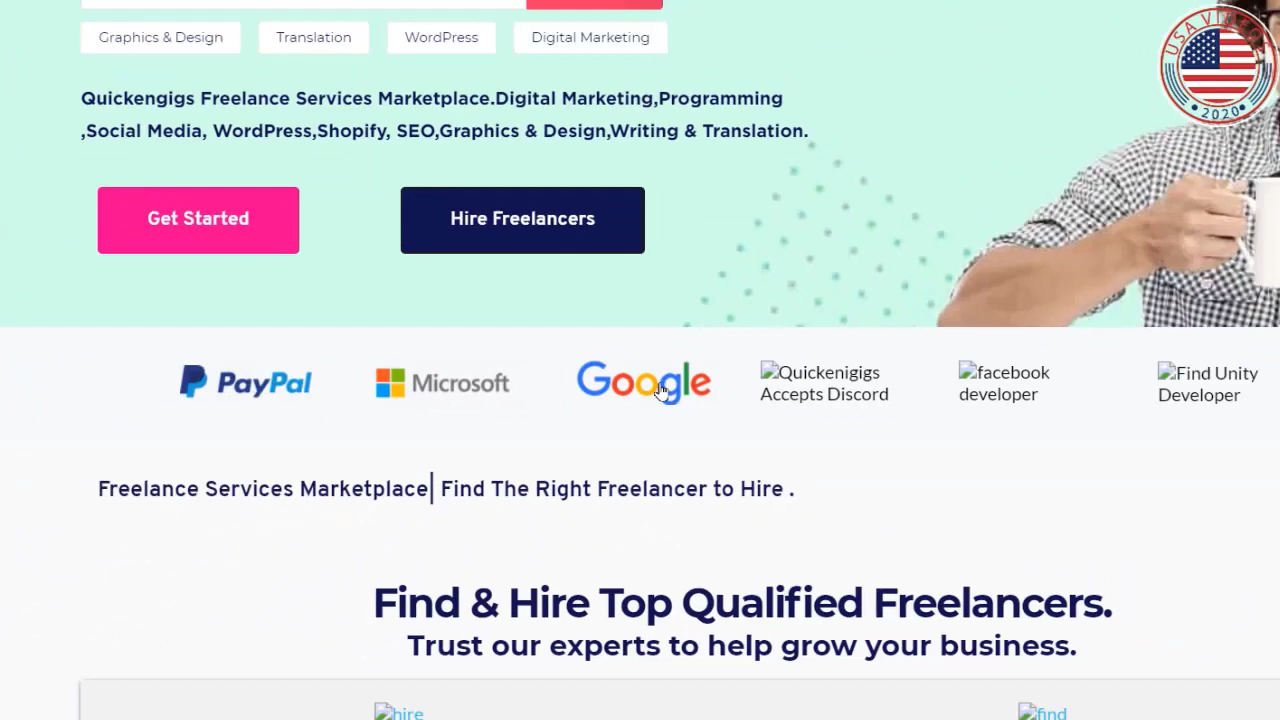 Graphics & Design
Translation
WordPress
Digital Marketing
USA VIDEOZ
2020
Quickengigs Freelance Services Marketplace.Digital Marketing,Programming
,Social Media, WordPress,Shopify, SEO,Graphics & Design,Writing & Translation.
Get Started
Hire Freelancers
PayPal
Microsoft
Google
Quickenigigs
Accepts Discord
facebook
developer
Find Unity
Developer
Freelance Services Marketplace| Find The Right Freelancer to Hire .
Find & Hire Top Qualified Freelancers.
Trust our experts to help grow your business.
hire
find